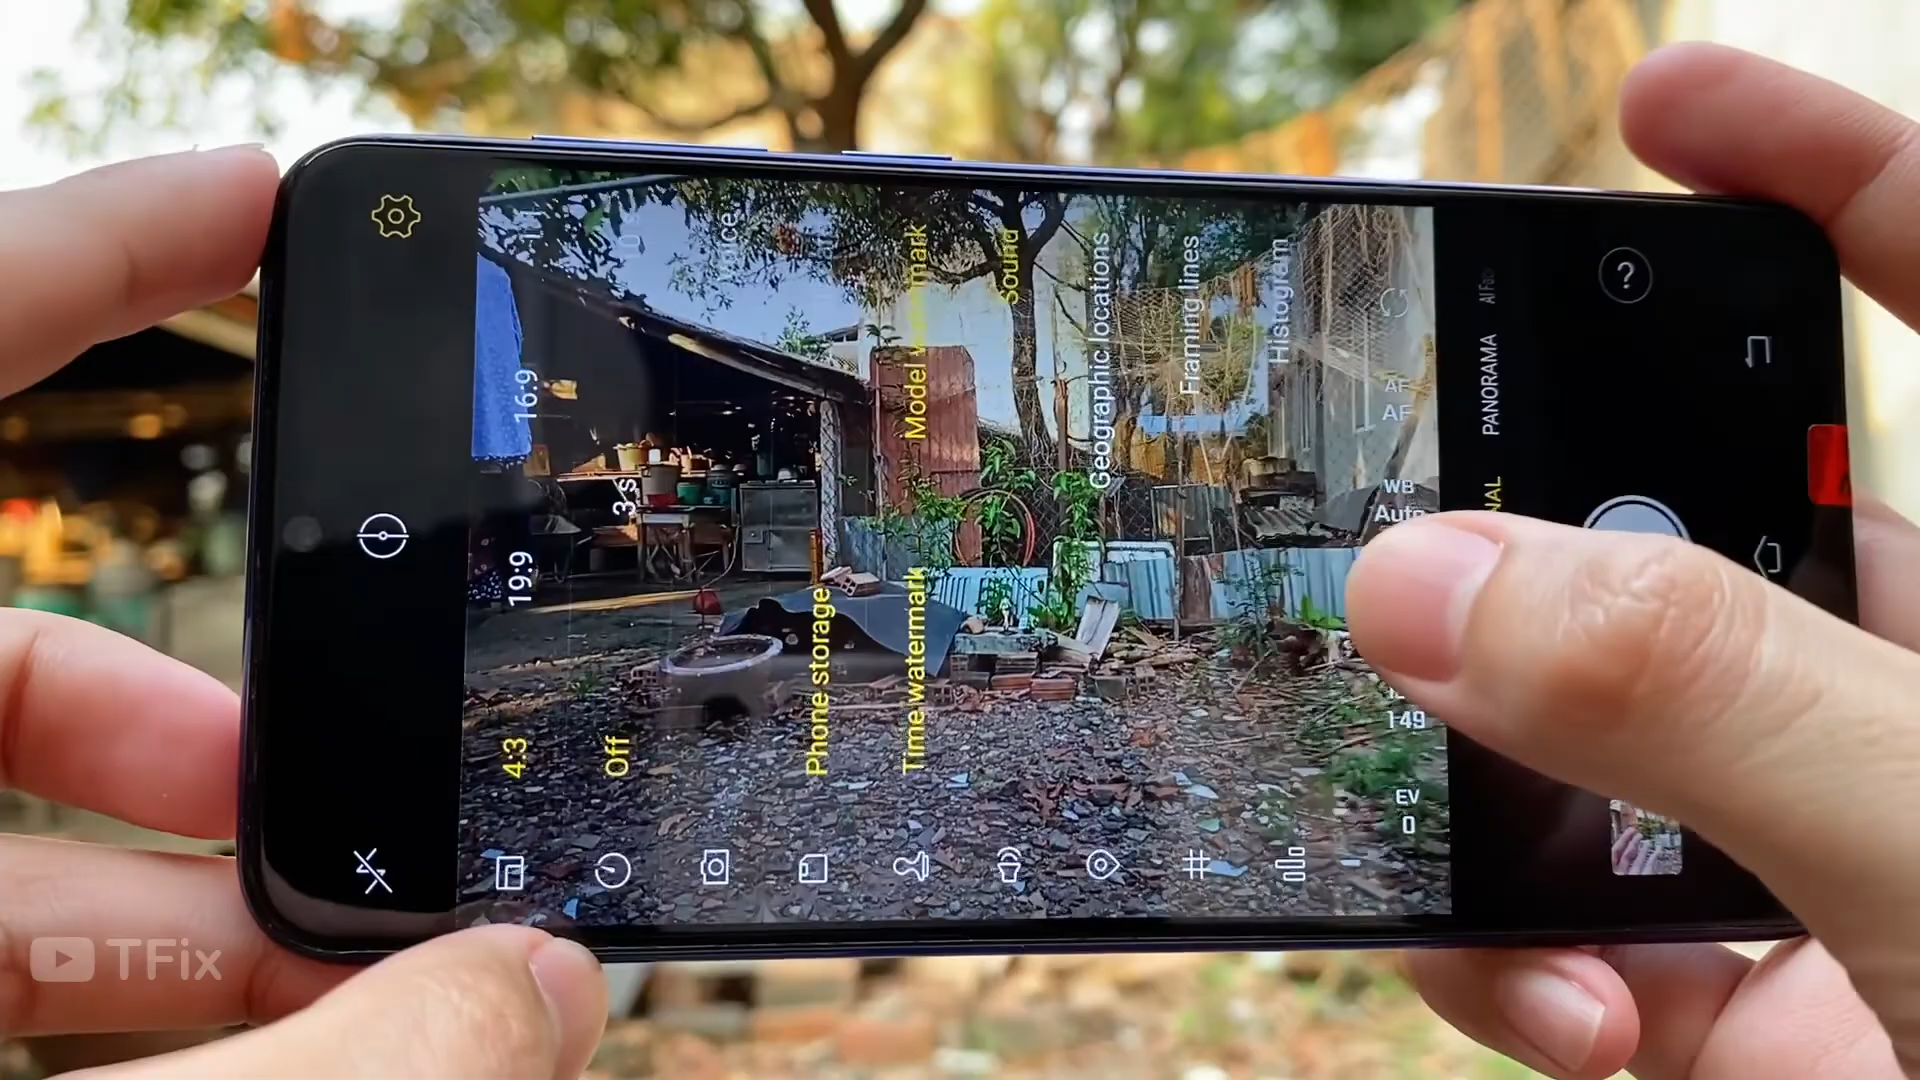 4:3
19:9
16:9
Off
3 s
Phone storage
Time watermark
Model watermark
Sound
Geographic locations
Framing lines
Histogram
EV
0
149
WB
Auto
AF
AF
PANORAMA
?
TFix